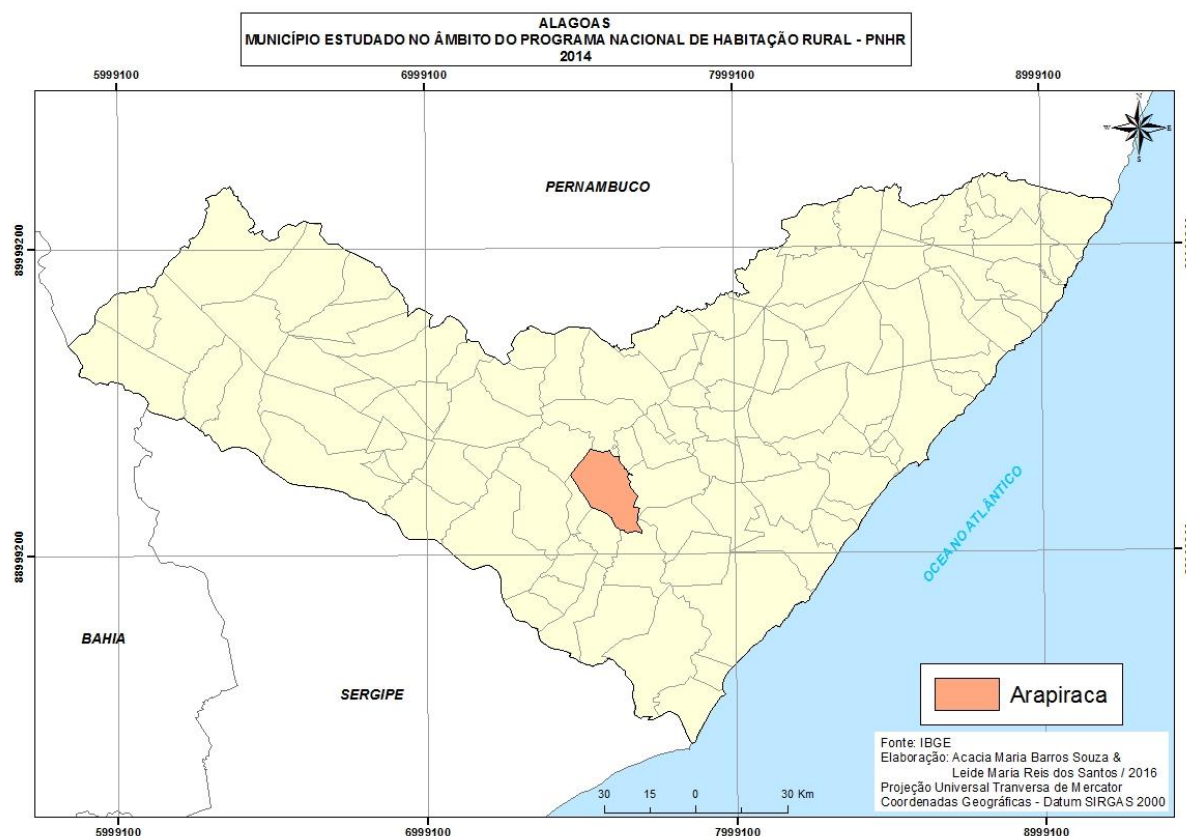 ALAGOAS
MUNICÍPIO ESTUDADO NO ÂMBITO DO PROGRAMA NACIONAL DE HABITAÇÃO RURAL - PNHR
2014
5999100 6999100 7999100 8999100
N
W E
S
PERNAMBUCO
89999200
OCEANO ATLÂNTICO
88999200
BAHIA
SERGIPE
Arapiraca
Fonte: IBGE
Elaboração: Acacia Maria Barros Souza &
Leide Maria Reis dos Santos / 2016
Projeção Universal Tranversa de Mercator
Coordenadas Geográficas - Datum SIRGAS 2000
30 15 0 30 Km
5999100 6999100 7999100 8999100